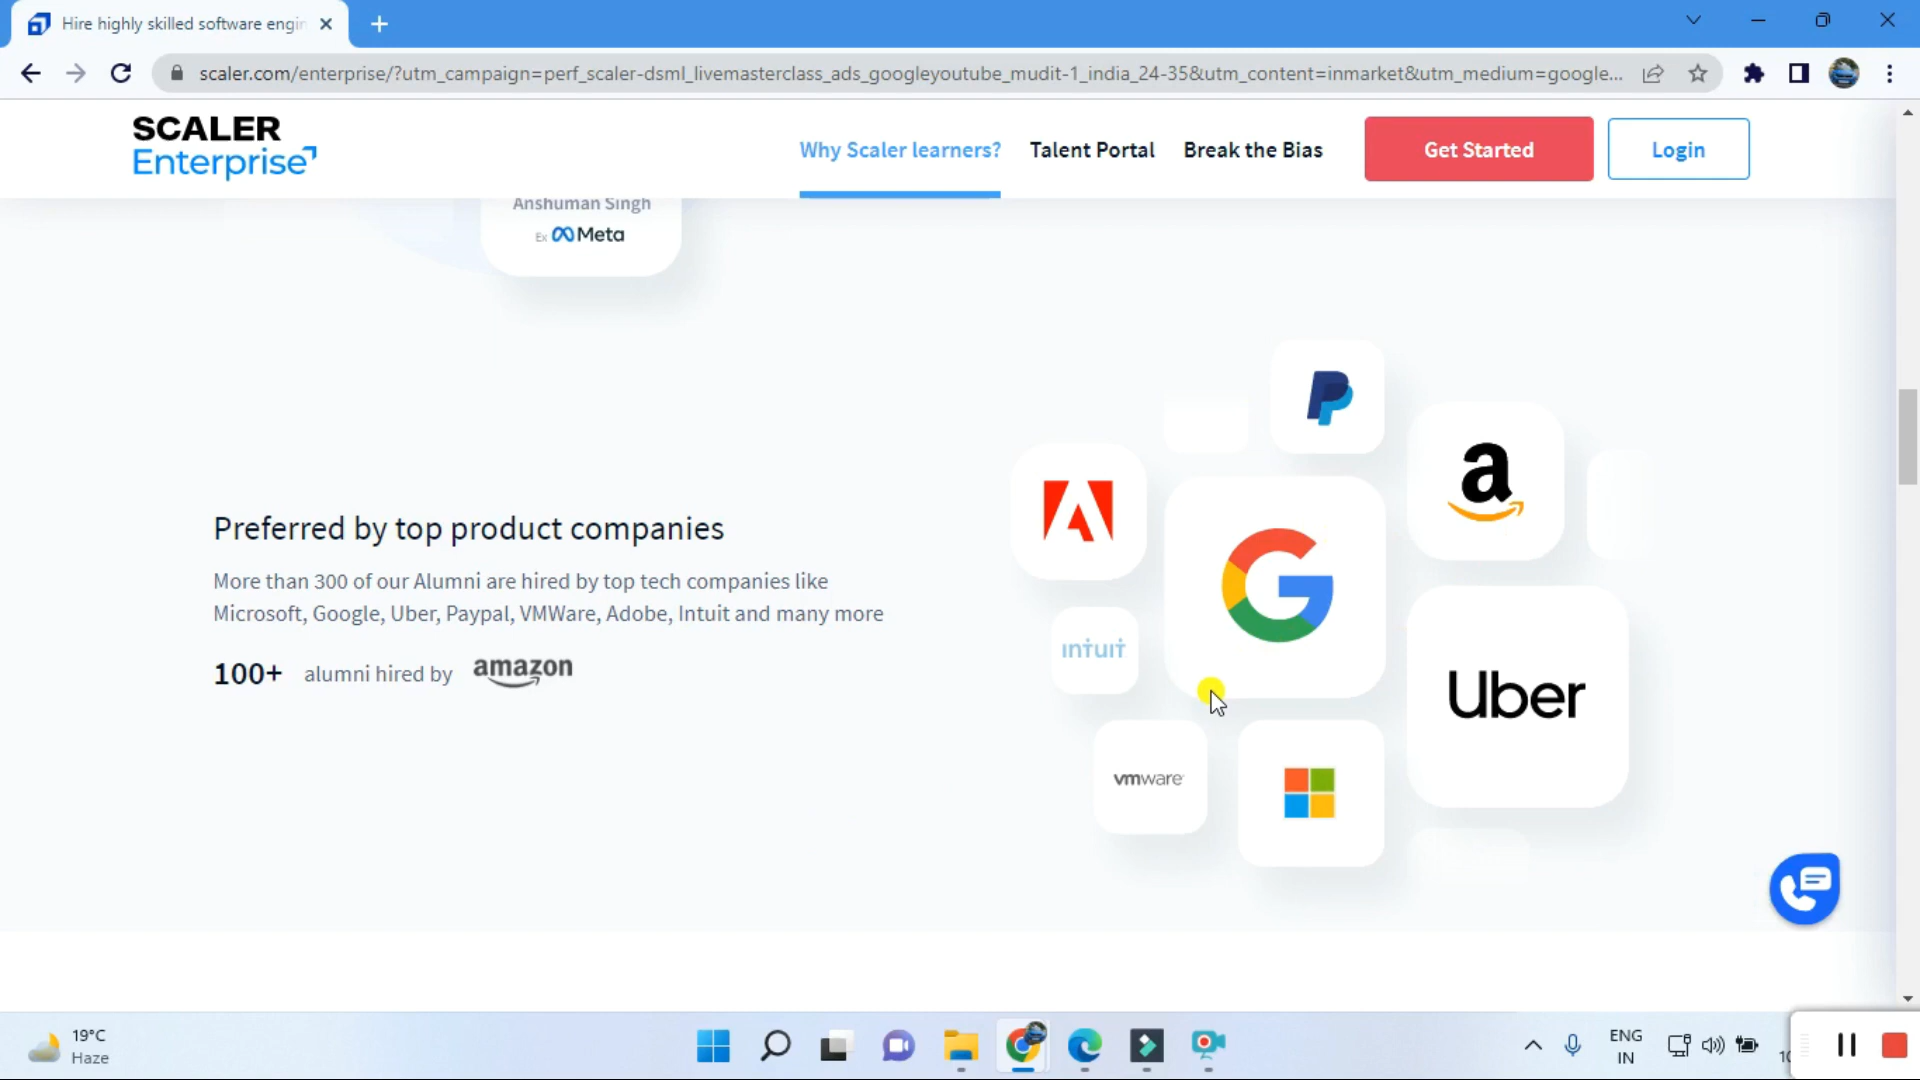 Hire highly skilled software engin
scaler.com/enterprise/?utm_campaign=perf_scaler-dsml_livemasterclass_ads_googleyoutube_mudit-1_india_24-35&utm_content=inmarket&utm_medium=google...
SCALER
Enterprise
Why Scaler learners?
Talent Portal
Break the Bias
Get Started
Login
Anshuman Singh
Ex Meta
Preferred by top product companies
More than 300 of our Alumni are hired by top tech companies like
Microsoft, Google, Uber, Paypal, VMWare, Adobe, Intuit and many more
100+ alumni hired by amazon
a
G
intuit
Uber
vmware
19°C
Haze
ENG
IN